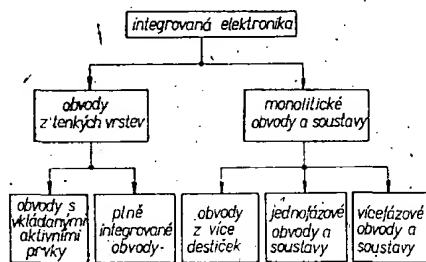 integrovaná elektronika
obvody
z tenkých vrstev
monolitické
obvody a soustavy
obvody s
vkládanými
aktivními
prvky
plně
integrované
obvody
obvody
z více
destiček
jednofázové
obvody a
soustavy
vícefázové
obvody a
soustavy